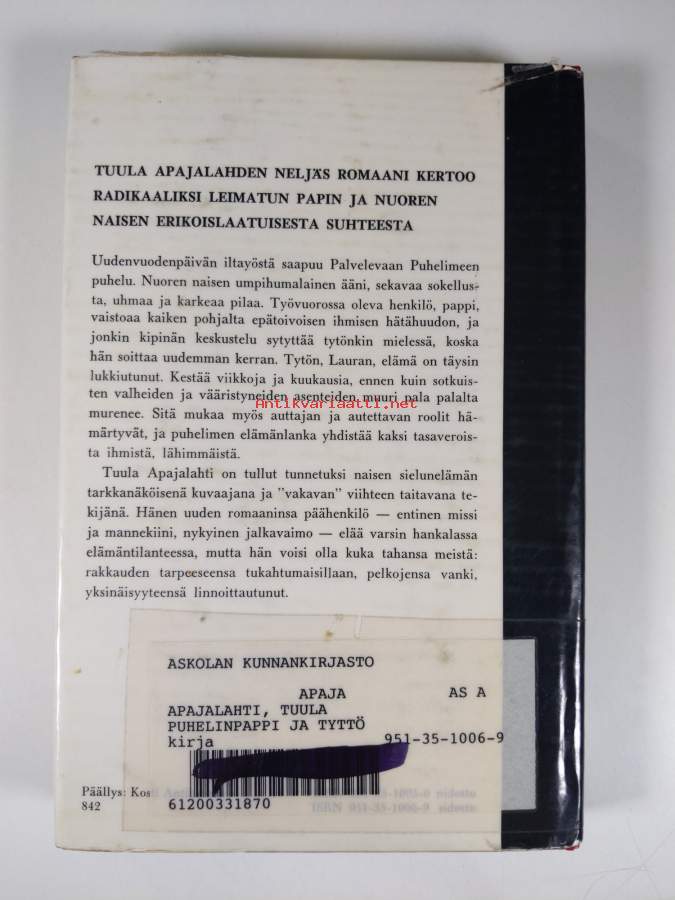 TUULA APAJALAHDEN NELJÄS ROMAANI KERTOO
RADIKAALIKSI LEIMATUN PAPIN JA NUOREN
NAISEN ERIKOISLAATUISESTA SUHTEESTA
Uudenvuodenpäivän iltayöstä saapuu Palvelevaan Puhelimeen
puhelu. Nuoren naisen umpihumalainen ääni, sekavaa sokellus-
ta, uhmaa ja karkeaa pilaa. Työvuorossa oleva henkilö, pappi,
vaistoaa kaiken pohjalta epätoivoisen ihmisen hätähuudon, ja
jonkin kipinän keskustelu sytyttää tytönkin mielessä, koska
hän soittaa uudemman kerran. Tytön, Lauran, elämä on täysin
lukkiutunut. Kestää viikkoja ja kuukausia, ennen kuin sotkuis-
ten valheiden ja vääristyneiden asenteiden muuri pala palalta
Antikvariaatti.net
murenee. Sitä mukaa myös auttajan ja autettavan roolit hä-
märtyvät, ja puhelimen elämänlanka yhdistää kaksi tasaverois-
ta ihmistä, lähimmäistä.
Tuula Apajalahti on tullut tunnetuksi naisen sielunelämän
tarkkanäköisenä kuvaajana ja "vakavan" viihteen taitavana te-
kijänä. Hänen uuden romaaninsa päähenkilö — entinen missi
ja mannekiini, nykyinen jalkavaimo — elää varsin hankalassa
elämäntilanteessa, mutta hän voisi olla kuka tahansa meistä:
rakkauden tarpeeseensa tukahtumaisillaan, pelkojensa vanki,
yksinäisyyteensä linnoittautunut.
ASKOLAN KUNNANKIRJASTO
APAJA AS A
APAJALAHTI, TUULA
PUHELINPAPPI JA TYTTÖ
kirja 951-35-1006-9
61200331870
Päällys: Kos
842
ISBN 951-35-1006-9 sidottu